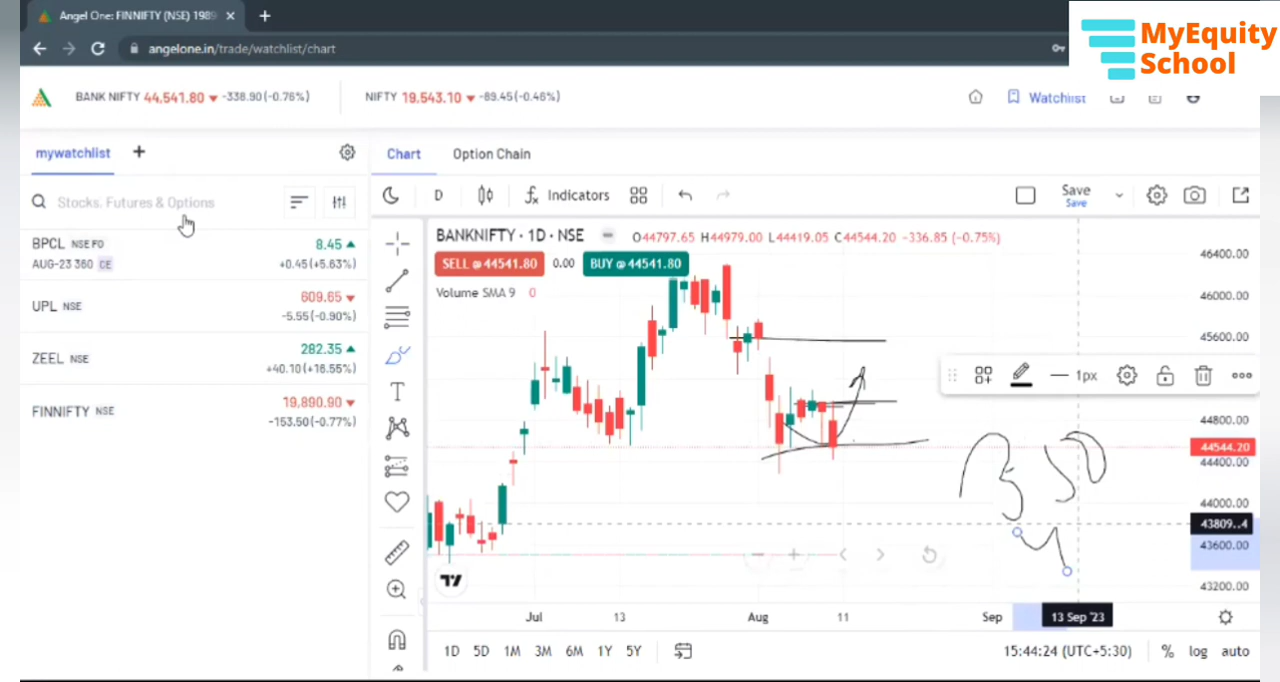 Angel One: FINNIFTY (NSE) 1989
angelone.in/trade/watchlist/chart
MyEquity
School
BANK NIFTY 44,541.80 ▼ -338.90(-0.76%)
NIFTY 19,543.10 ▼ -89.45(-0.46%)
Watchlist
mywatchlist +
Chart
Option Chain
Stocks, Futures & Options
D
Indicators
Save
Save
BPCL NSE FO 8.45 ▲
AUG-23 360 CE +0.45(+5.63%)
UPL NSE 609.65 ▼
-5.55(-0.90%)
ZEEL NSE 282.35 ▲
+40.10(+16.55%)
FINNIFTY NSE 19,890.90 ▼
-153.50(-0.77%)
BANKNIFTY · 1D · NSE O44797.65 H44979.00 L44419.05 C44544.20 -336.85 (-0.75%)
SELL @ 44541.80 0.00 BUY @ 44541.80
Volume SMA 9 0
46400.00
46000.00
45600.00
1px
44800.00
44544.20
44400.00
44000.00
43809..4
43600.00
43200.00
350
Jul 13 Aug 11 Sep 13 Sep '23
1D 5D 1M 3M 6M 1Y 5Y
15:44:24 (UTC+5:30) % log auto